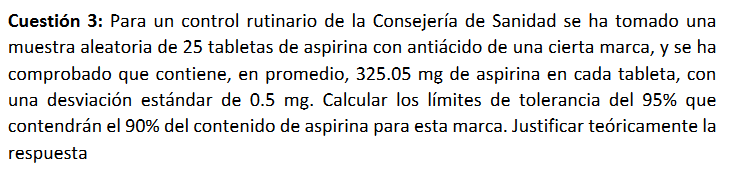 Cuestión 3: Para un control rutinario de la Consejería de Sanidad se ha tomado una
muestra aleatoria de 25 tabletas de aspirina con antiácido de una cierta marca, y se ha
comprobado que contiene, en promedio, 325.05 mg de aspirina en cada tableta, con
una desviación estándar de 0.5 mg. Calcular los límites de tolerancia del 95% que
contendrán el 90% del contenido de aspirina para esta marca. Justificar teóricamente la
respuesta